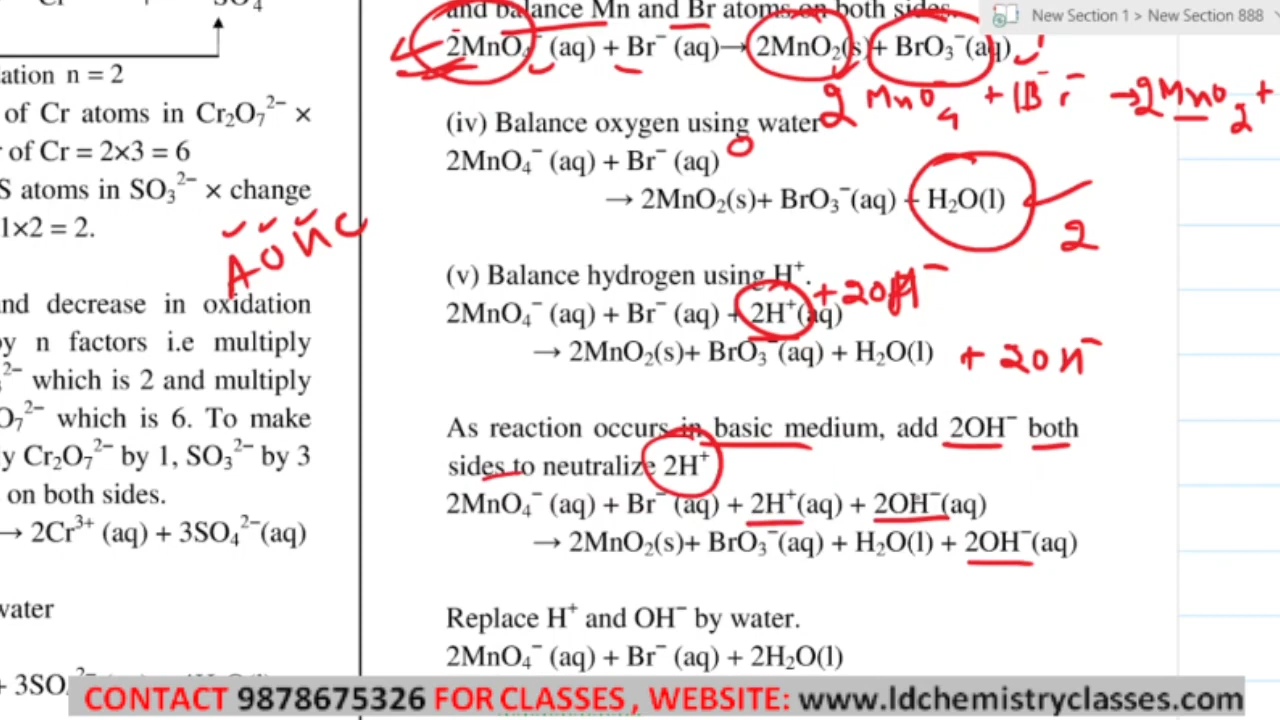 SO₄
ation n = 2
of Cr atoms in Cr₂O₇²⁻ ×
r of Cr = 2×3 = 6
S atoms in SO₃²⁻ × change
1×2 = 2.
AONC
nd decrease in oxidation
by n factors i.e multiply
²⁻ which is 2 and multiply
O₇²⁻ which is 6. To make
y Cr₂O₇²⁻ by 1, SO₃²⁻ by 3
on both sides.
→ 2Cr³⁺ (aq) + 3SO₄²⁻(aq)
water
New Section 1 > New Section 888
and balance Mn and Br atoms on both sides.
2MnO₄⁻ (aq) + Br⁻ (aq)→ 2MnO₂(s)+ BrO₃⁻(aq)
2 MnO₄⁻ + 1Br⁻ → 2MnO₂ +
(iv) Balance oxygen using water
O
2MnO₄⁻ (aq) + Br⁻ (aq)
→ 2MnO₂(s)+ BrO₃⁻(aq) + H₂O(l)
2
(v) Balance hydrogen using H⁺.
2MnO₄⁻ (aq) + Br⁻ (aq) + 2H⁺(aq) +2OH⁻
→ 2MnO₂(s)+ BrO₃⁻(aq) + H₂O(l) + 2OH⁻
As reaction occurs in basic medium, add 2OH⁻ both
sides to neutralize 2H⁺
2MnO₄⁻ (aq) + Br⁻ (aq) + 2H⁺(aq) + 2OH⁻(aq)
→ 2MnO₂(s)+ BrO₃⁻(aq) + H₂O(l) + 2OH⁻(aq)
Replace H⁺ and OH⁻ by water.
2MnO₄⁻ (aq) + Br⁻ (aq) + 2H₂O(l)
CONTACT 9878675326 FOR CLASSES , WEBSITE: www.ldchemistryclasses.com